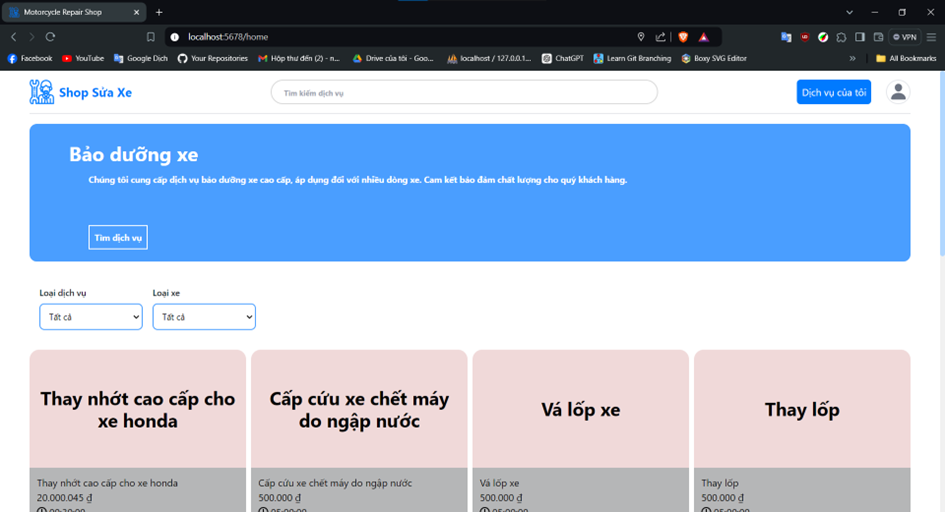 Motorcycle Repair Shop
localhost:5678/home
VPN
Facebook
YouTube
Google Dịch
Your Repositories
Hộp thư đến (2) - n...
Drive của tôi - Goo...
localhost / 127.0.0.1...
ChatGPT
Learn Git Branching
Boxy SVG Editor
All Bookmarks
Shop Sửa Xe
Tìm kiếm dịch vụ
Dịch vụ của tôi
Bảo dưỡng xe
Chúng tôi cung cấp dịch vụ bảo dưỡng xe cao cấp, áp dụng đối với nhiều dòng xe. Cam kết bảo đảm chất lượng cho quý khách hàng.
Tìm dịch vụ
Loại dịch vụ
Loại xe
Tất cả
Tất cả
Thay nhớt cao cấp cho
xe honda
Cấp cứu xe chết máy
do ngập nước
Vá lốp xe
Thay lốp
Thay nhớt cao cấp cho xe honda
20.000.045 ₫
Cấp cứu xe chết máy do ngập nước
500.000 ₫
Vá lốp xe
500.000 ₫
Thay lốp
500.000 ₫